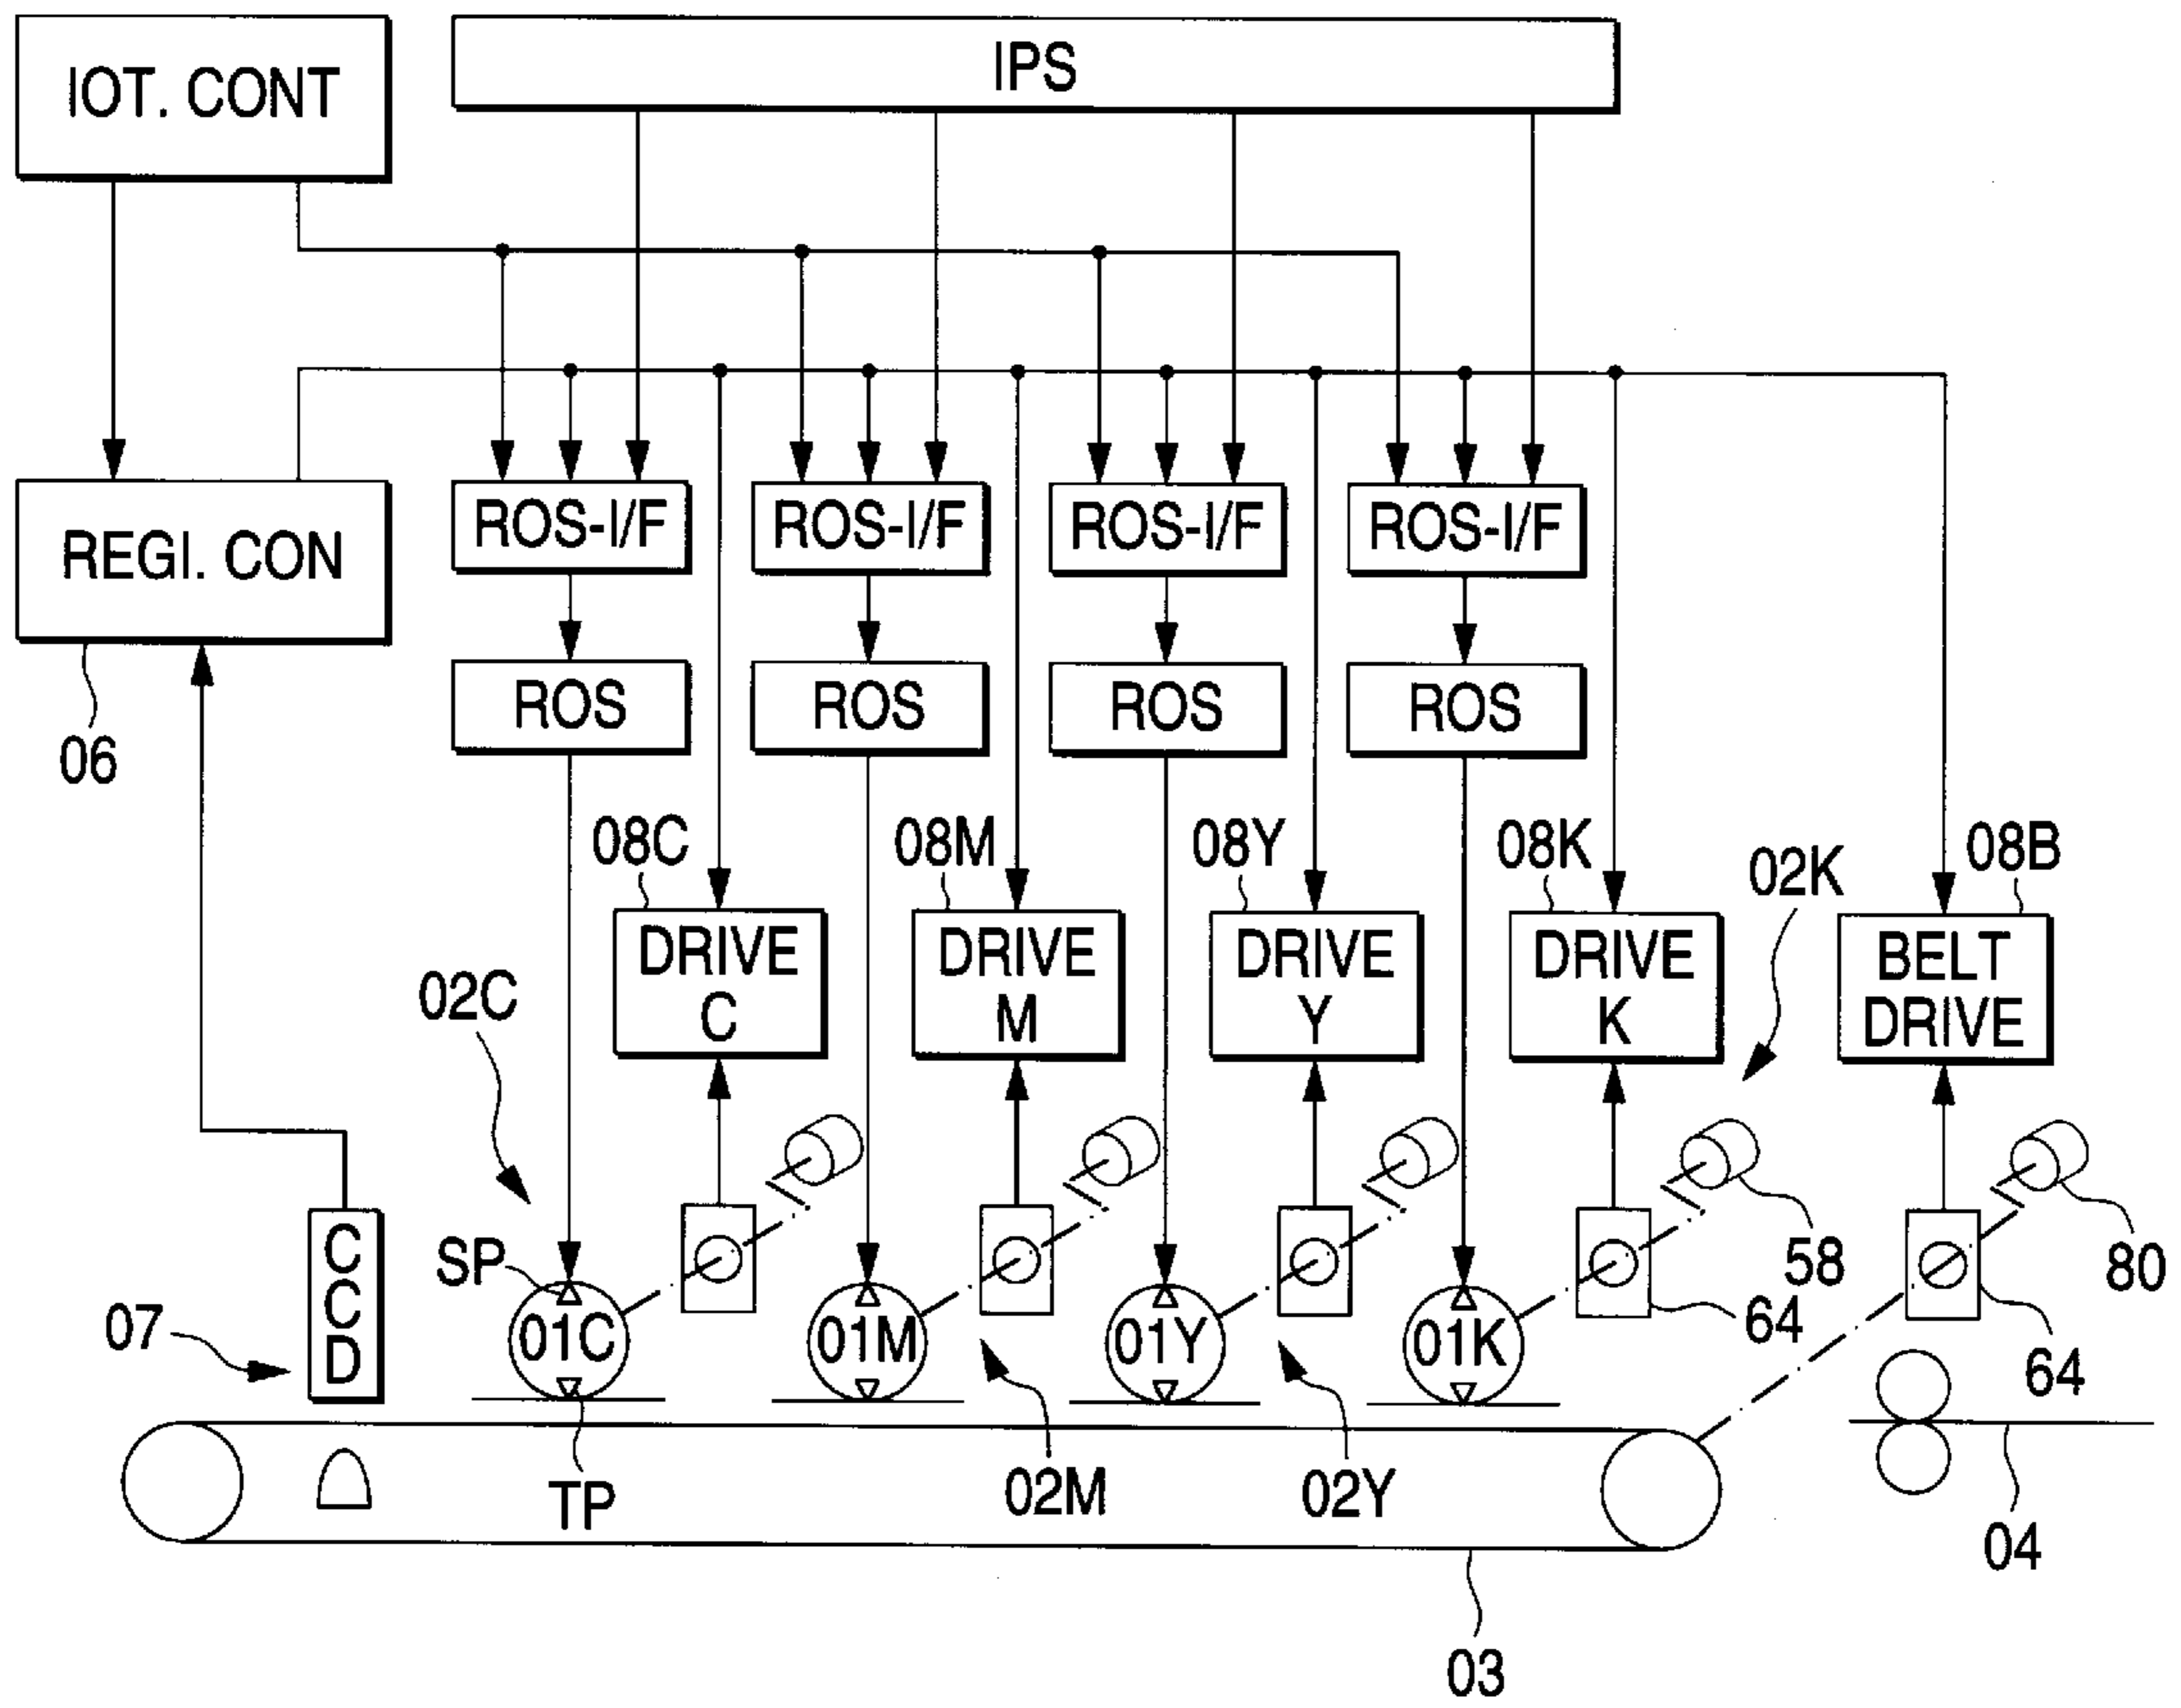 IOT. CONT
IPS
REGI. CON
ROS-I/F
ROS-I/F
ROS-I/F
ROS-I/F
ROS
ROS
ROS
ROS
06
08C
08M
08Y
08K
02K
08B
DRIVE
C
DRIVE
M
DRIVE
Y
DRIVE
K
BELT
DRIVE
02C
CCD
SP
58
80
07
01C
01M
01Y
01K
64
64
TP
02M
02Y
04
03